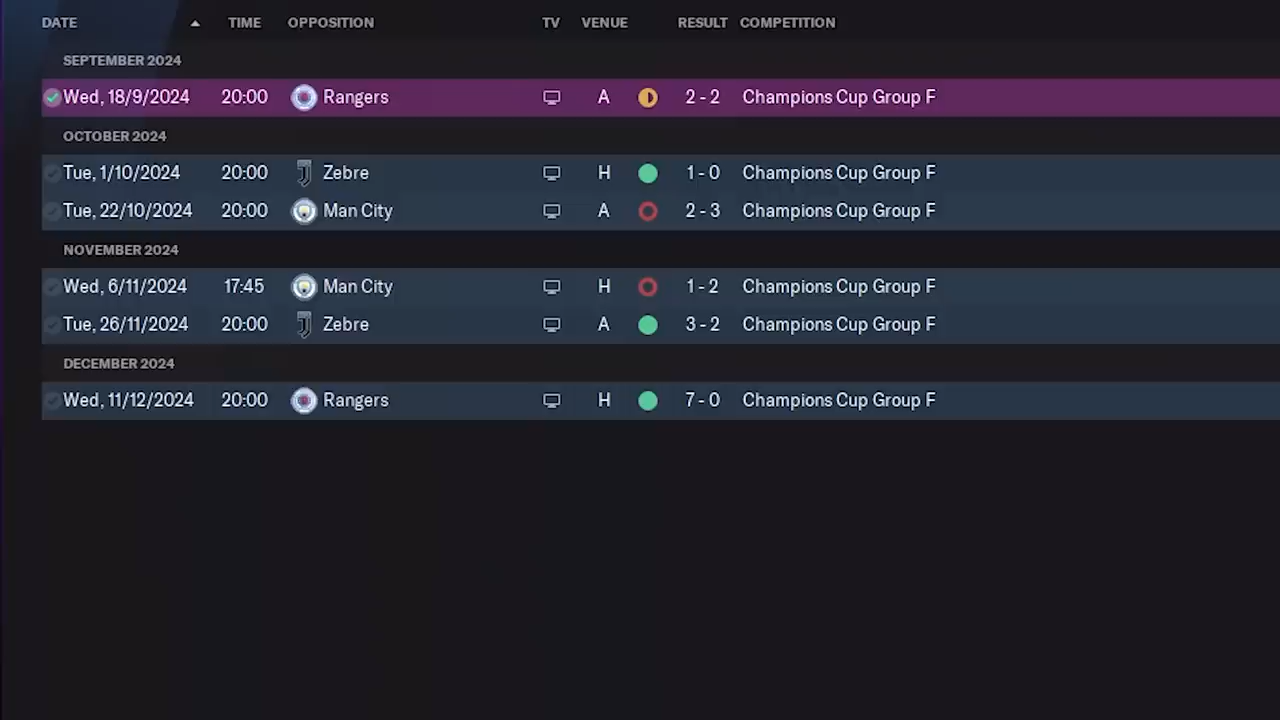 DATE TIME OPPOSITION TV VENUE RESULT COMPETITION
SEPTEMBER 2024
Wed, 18/9/2024 20:00 Rangers A 2 - 2 Champions Cup Group F
OCTOBER 2024
Tue, 1/10/2024 20:00 Zebre H 1 - 0 Champions Cup Group F
Tue, 22/10/2024 20:00 Man City A 2 - 3 Champions Cup Group F
NOVEMBER 2024
Wed, 6/11/2024 17:45 Man City H 1 - 2 Champions Cup Group F
Tue, 26/11/2024 20:00 Zebre A 3 - 2 Champions Cup Group F
DECEMBER 2024
Wed, 11/12/2024 20:00 Rangers H 7 - 0 Champions Cup Group F